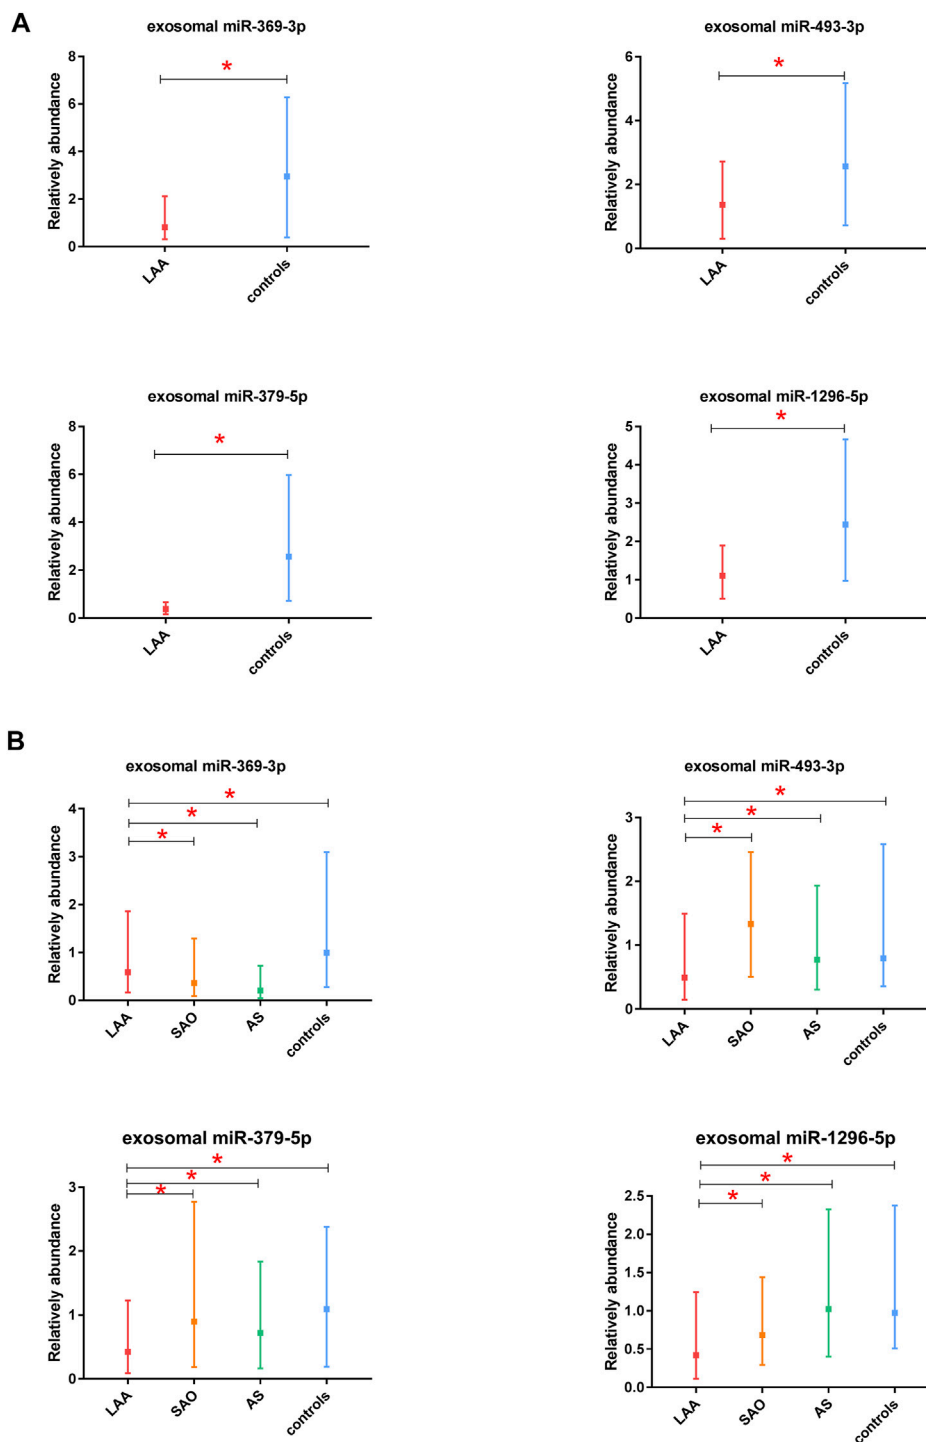 A
exosomal miR-369-3p
*
Relatively abundance
8
6
4
2
0
LAA
controls
exosomal miR-493-3p
*
Relatively abundance
6
4
2
0
LAA
controls
exosomal miR-379-5p
*
Relatively abundance
8
6
4
2
0
LAA
controls
exosomal miR-1296-5p
*
Relatively abundance
5
4
3
2
1
0
LAA
controls
B
exosomal miR-369-3p
*
*
*
Relatively abundance
4
3
2
1
0
LAA
SAO
AS
controls
exosomal miR-493-3p
*
*
*
Relatively abundance
3
2
1
0
LAA
SAO
AS
controls
exosomal miR-379-5p
*
*
*
Relatively abundance
3
2
1
0
LAA
SAO
AS
controls
exosomal miR-1296-5p
*
*
*
Relatively abundance
2.5
2.0
1.5
1.0
0.5
0.0
LAA
SAO
AS
controls